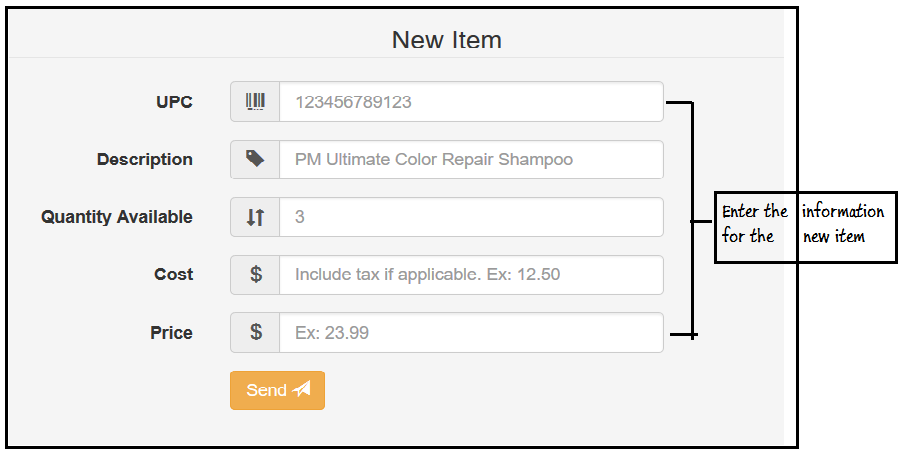 New Item
UPC
123456789123
Description
PM Ultimate Color Repair Shampoo
Quantity Available
3
Cost
$
Include tax if applicable. Ex: 12.50
Price
$
Ex: 23.99
Send
Enter the information
for the new item